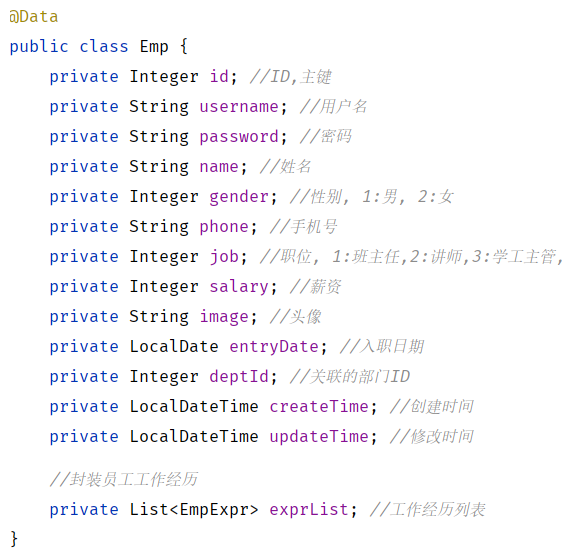 @Data
public class Emp {
    private Integer id; //ID,主键
    private String username; //用户名
    private String password; //密码
    private String name; //姓名
    private Integer gender; //性别, 1:男, 2:女
    private String phone; //手机号
    private Integer job; //职位, 1:班主任,2:讲师,3:学工主管,
    private Integer salary; //薪资
    private String image; //头像
    private LocalDate entryDate; //入职日期
    private Integer deptId; //关联的部门ID
    private LocalDateTime createTime; //创建时间
    private LocalDateTime updateTime; //修改时间
    //封装员工工作经历
    private List<EmpExpr> exprList; //工作经历列表
}